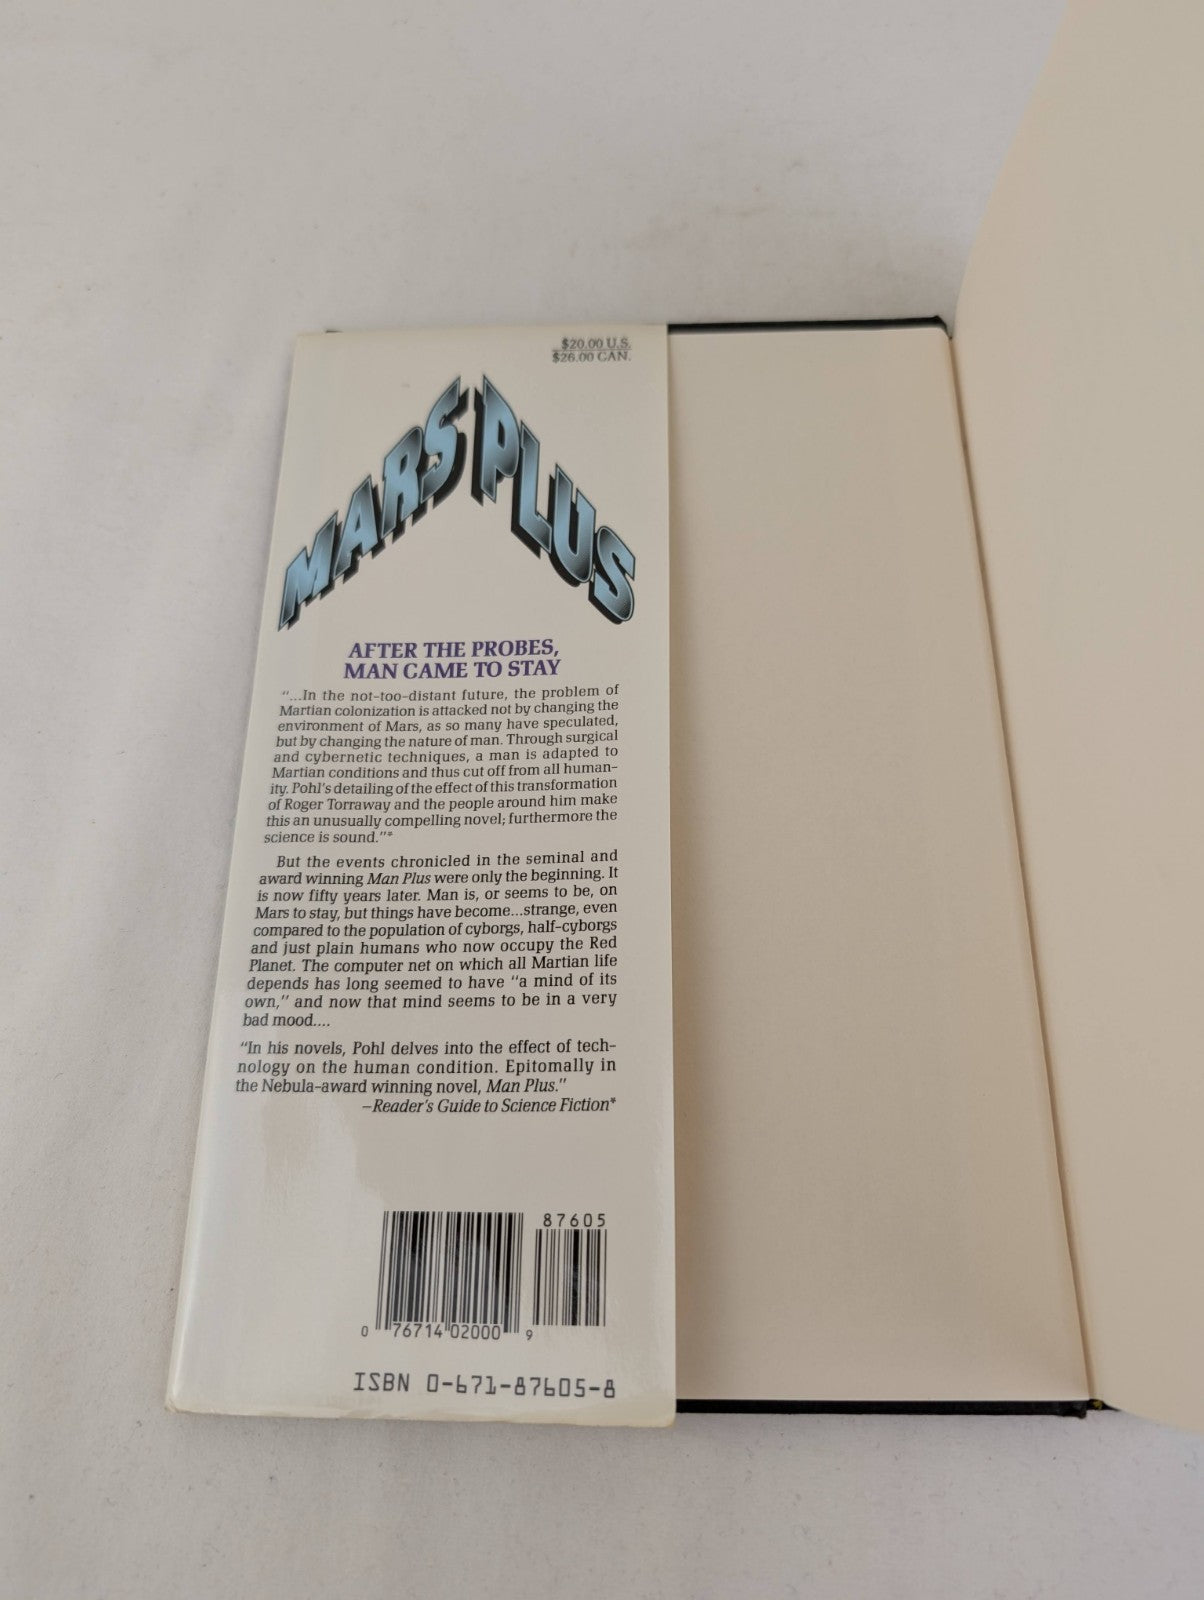 $20.00 U.S.
$26.00 CAN.
MARS PLUS
AFTER THE PROBES,
MAN CAME TO STAY
“...In the not-too-distant future, the problem of
Martian colonization is attacked not by changing the
environment of Mars, as so many have speculated,
but by changing the nature of man. Through surgical
and cybernetic techniques, a man is adapted to
Martian conditions and thus cut off from all human-
ity. Pohl's detailing of the effect of this transformation
of Roger Torraway and the people around him make
this an unusually compelling novel; furthermore the
science is sound.”*
But the events chronicled in the seminal and
award winning Man Plus were only the beginning. It
is now fifty years later. Man is, or seems to be, on
Mars to stay, but things have become...strange, even
compared to the population of cyborgs, half-cyborgs
and just plain humans who now occupy the Red
Planet. The computer net on which all Martian life
depends has long seemed to have “a mind of its
own,” and now that mind seems to be in a very
bad mood....
“In his novels, Pohl delves into the effect of tech-
nology on the human condition. Epitomally in
the Nebula-award winning novel, Man Plus.”
–Reader's Guide to Science Fiction*
87605
0 76714 02000 9
ISBN 0-671-87605-8